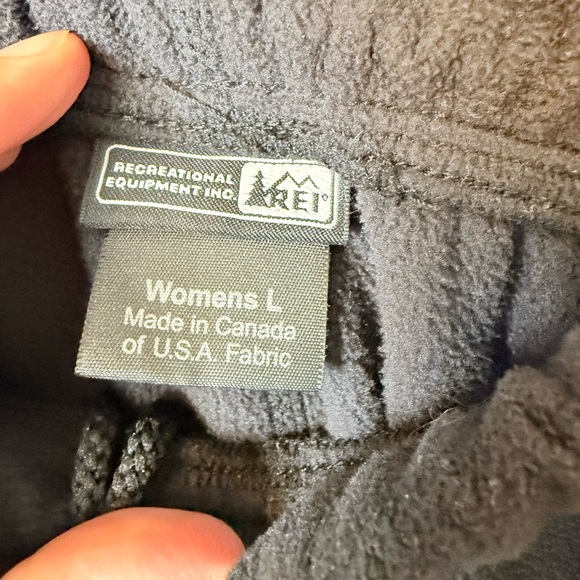 RECREATIONAL
EQUIPMENT INC
REI®
Womens L
Made in Canada
of U.S.A. Fabric